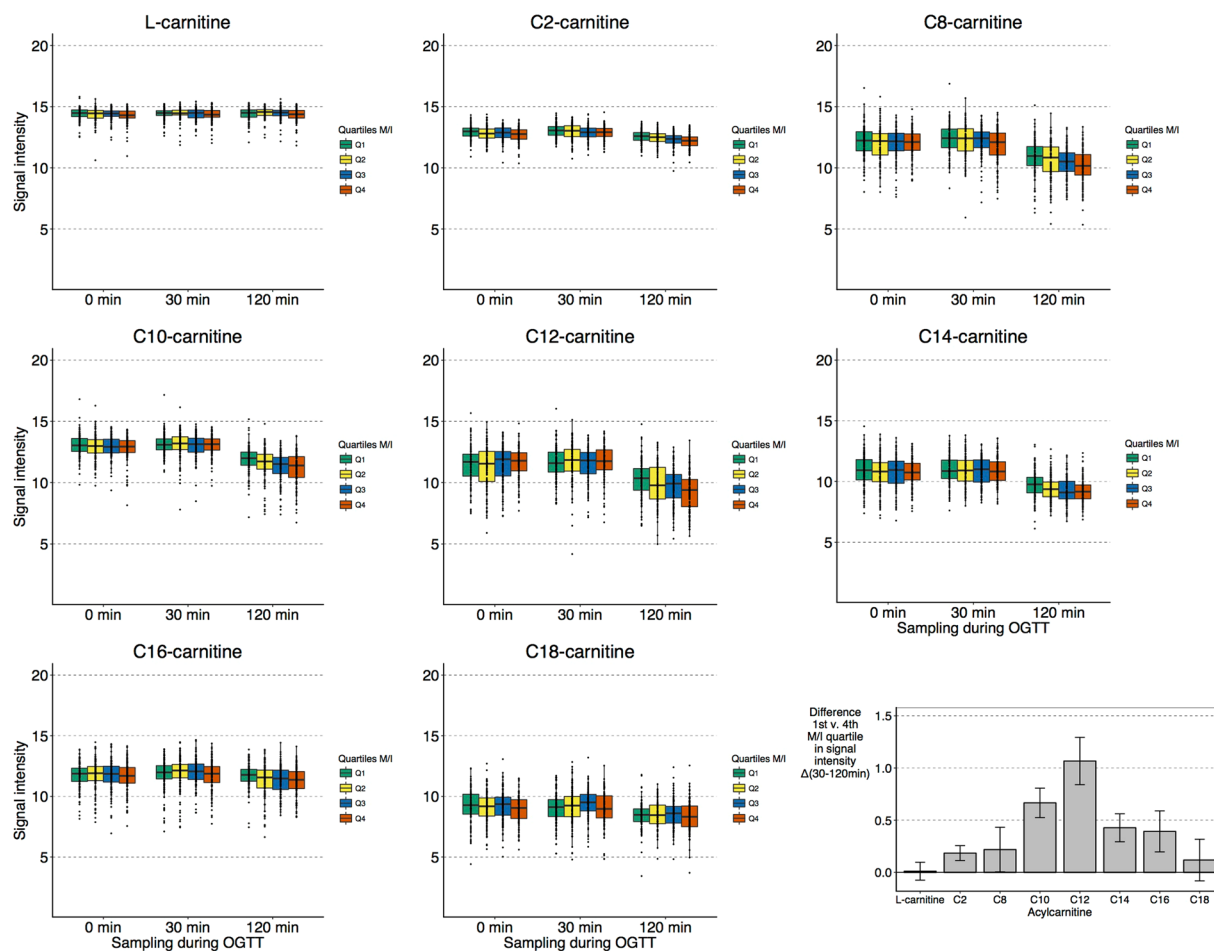 L-carnitine
20
15
10
5
Signal intensity
0 min
30 min
120 min
Quartiles M/I
Q1
Q2
Q3
Q4
C2-carnitine
20
15
10
5
0 min
30 min
120 min
Quartiles M/I
Q1
Q2
Q3
Q4
C8-carnitine
20
15
10
5
0 min
30 min
120 min
Quartiles M/I
Q1
Q2
Q3
Q4
C10-carnitine
20
15
10
5
Signal intensity
0 min
30 min
120 min
Quartiles M/I
Q1
Q2
Q3
Q4
C12-carnitine
20
15
10
5
0 min
30 min
120 min
Quartiles M/I
Q1
Q2
Q3
Q4
C14-carnitine
20
15
10
5
0 min
30 min
120 min
Sampling during OGTT
Quartiles M/I
Q1
Q2
Q3
Q4
C16-carnitine
20
15
10
5
Signal intensity
0 min
30 min
120 min
Sampling during OGTT
Quartiles M/I
Q1
Q2
Q3
Q4
C18-carnitine
20
15
10
5
0 min
30 min
120 min
Sampling during OGTT
Quartiles M/I
Q1
Q2
Q3
Q4
Difference
1st v. 4th
M/I quartile
in signal
intensity
Δ(30-120min)
1.5
1.0
0.5
0.0
L-carnitine
C2
C8
C10
C12
C14
C16
C18
Acylcarnitine